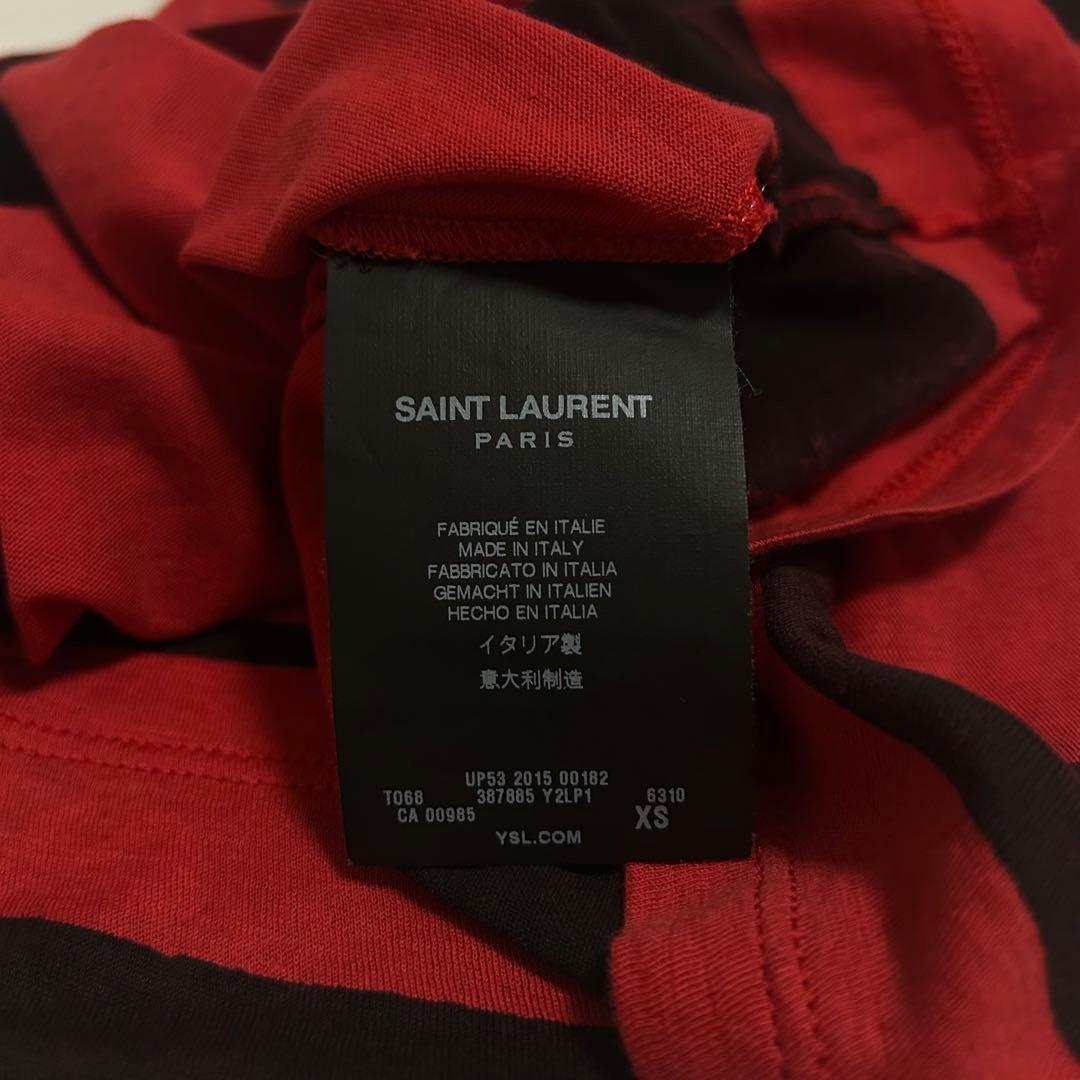 SAINT LAURENT
PARIS
FABRIQUÉ EN ITALIE
MADE IN ITALY
FABBRICATO IN ITALIA
GEMACHT IN ITALIEN
HECHO EN ITALIA
イタリア製
意大利制造
UP53 2015 00182
T068 387885 Y2LP1 6310
CA 00985 XS
YSL.COM